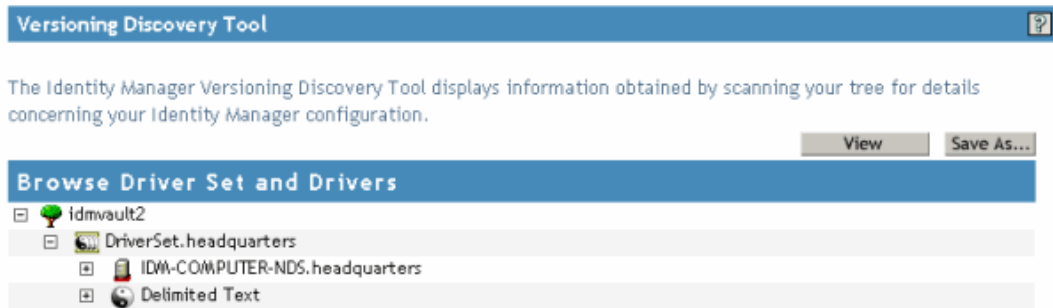 Versioning Discovery Tool
?
The Identity Manager Versioning Discovery Tool displays information obtained by scanning your tree for details
concerning your Identity Manager configuration.
View Save As...
Browse Driver Set and Drivers
idmvault2
DriverSet.headquarters
IDM-COMPUTER-NDS.headquarters
Delimited Text